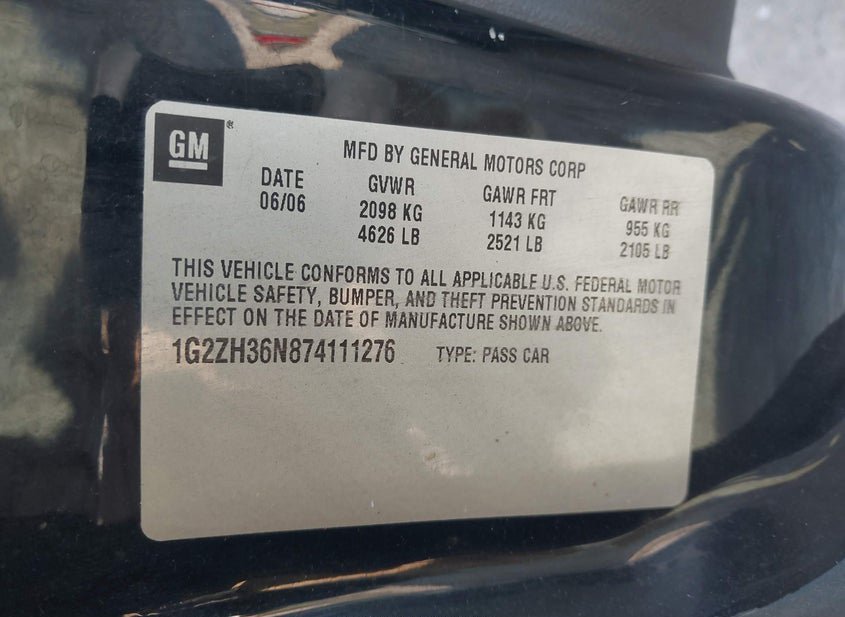 GM®
MFD BY GENERAL MOTORS CORP
DATE GVWR GAWR FRT GAWR RR
06/06 2098 KG 1143 KG 955 KG
4626 LB 2521 LB 2105 LB
THIS VEHICLE CONFORMS TO ALL APPLICABLE U.S. FEDERAL MOTOR
VEHICLE SAFETY, BUMPER, AND THEFT PREVENTION STANDARDS IN
EFFECT ON THE DATE OF MANUFACTURE SHOWN ABOVE.
1G2ZH36N874111276 TYPE: PASS CAR